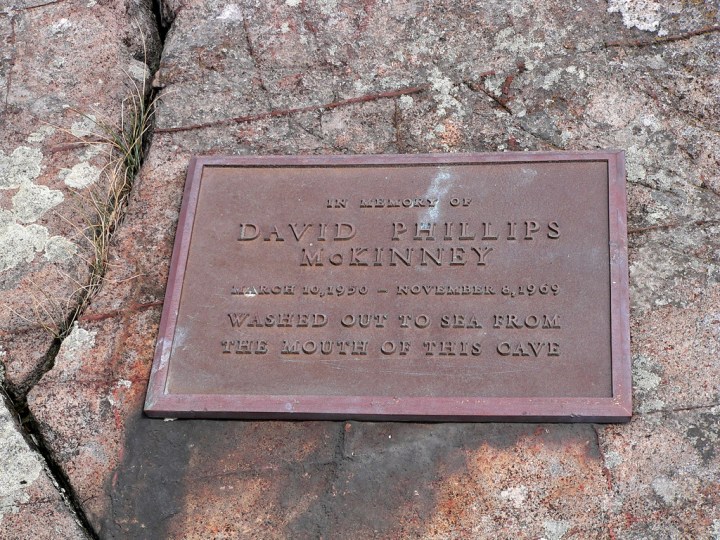 IN MEMORY OF
DAVID PHILLIPS
McKINNEY
MARCH 10, 1950 – NOVEMBER 8, 1969
WASHED OUT TO SEA FROM
THE MOUTH OF THIS CAVE